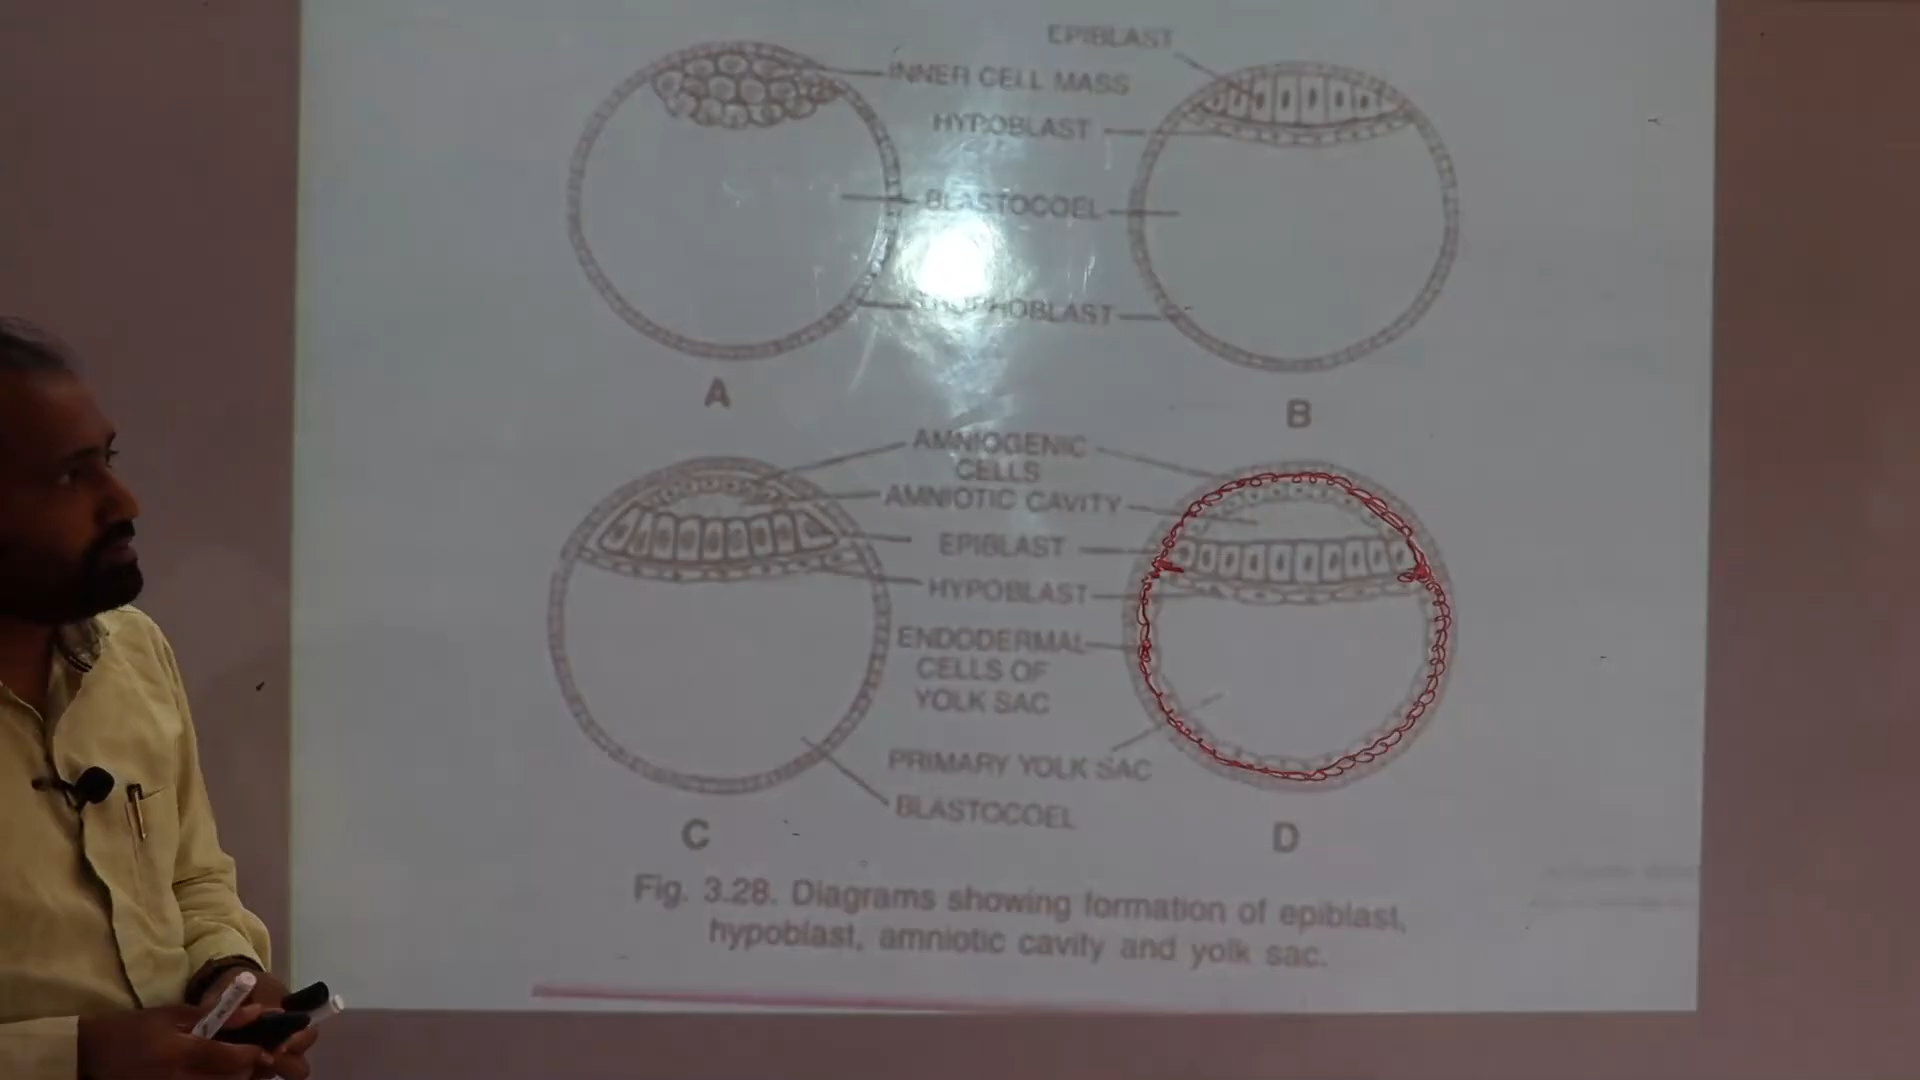 EPIBLAST
INNER CELL MASS
HYPOBLAST
BLASTOCOEL
A
B
AMNIOGENIC
CELLS
AMNIOTIC CAVITY
EPIBLAST
HYPOBLAST
ENDODERMAL
CELLS OF
YOLK SAC
PRIMARY YOLK SAC
BLASTOCOEL
C
D
Fig. 3.28. Diagrams showing formation of epiblast,
hypoblast, amniotic cavity and yolk sac.